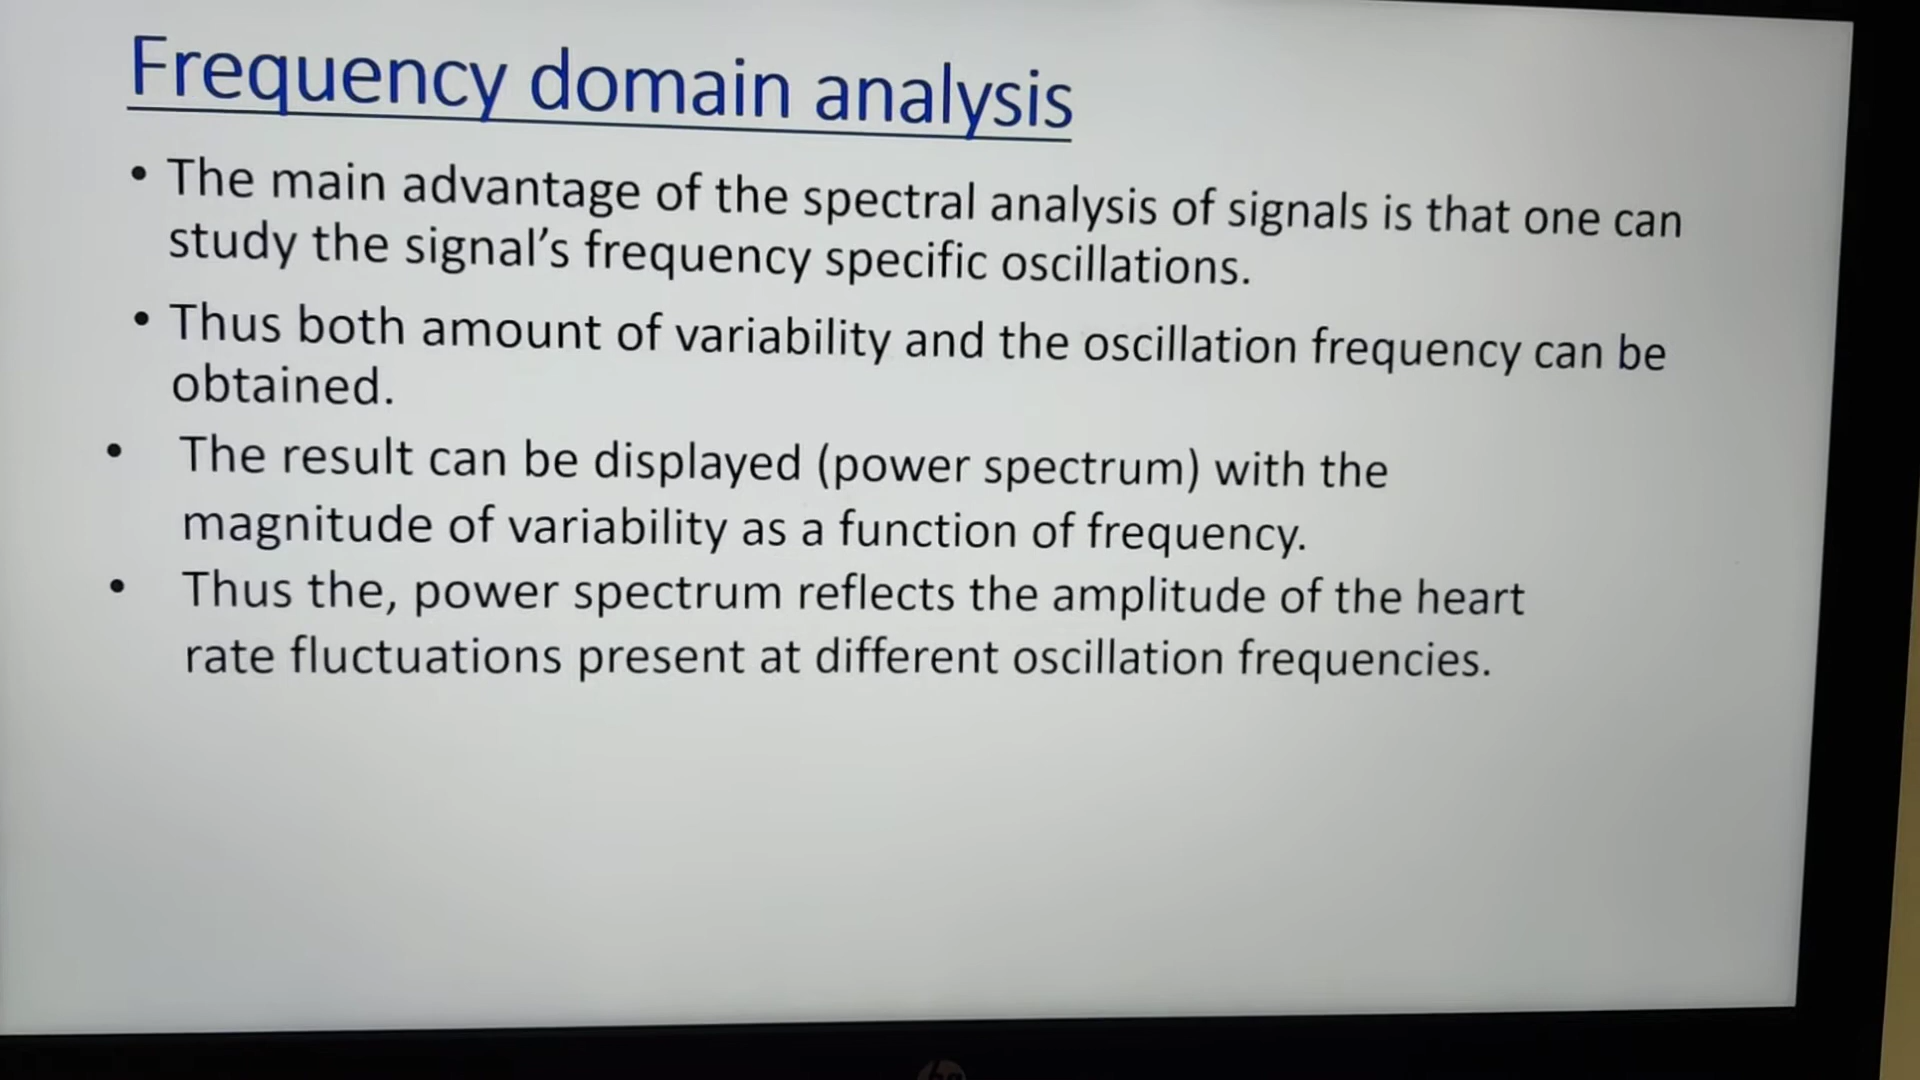 Frequency domain analysis
• The main advantage of the spectral analysis of signals is that one can
study the signal’s frequency specific oscillations.
• Thus both amount of variability and the oscillation frequency can be
obtained.
• The result can be displayed (power spectrum) with the
magnitude of variability as a function of frequency.
• Thus the, power spectrum reflects the amplitude of the heart
rate fluctuations present at different oscillation frequencies.
hp